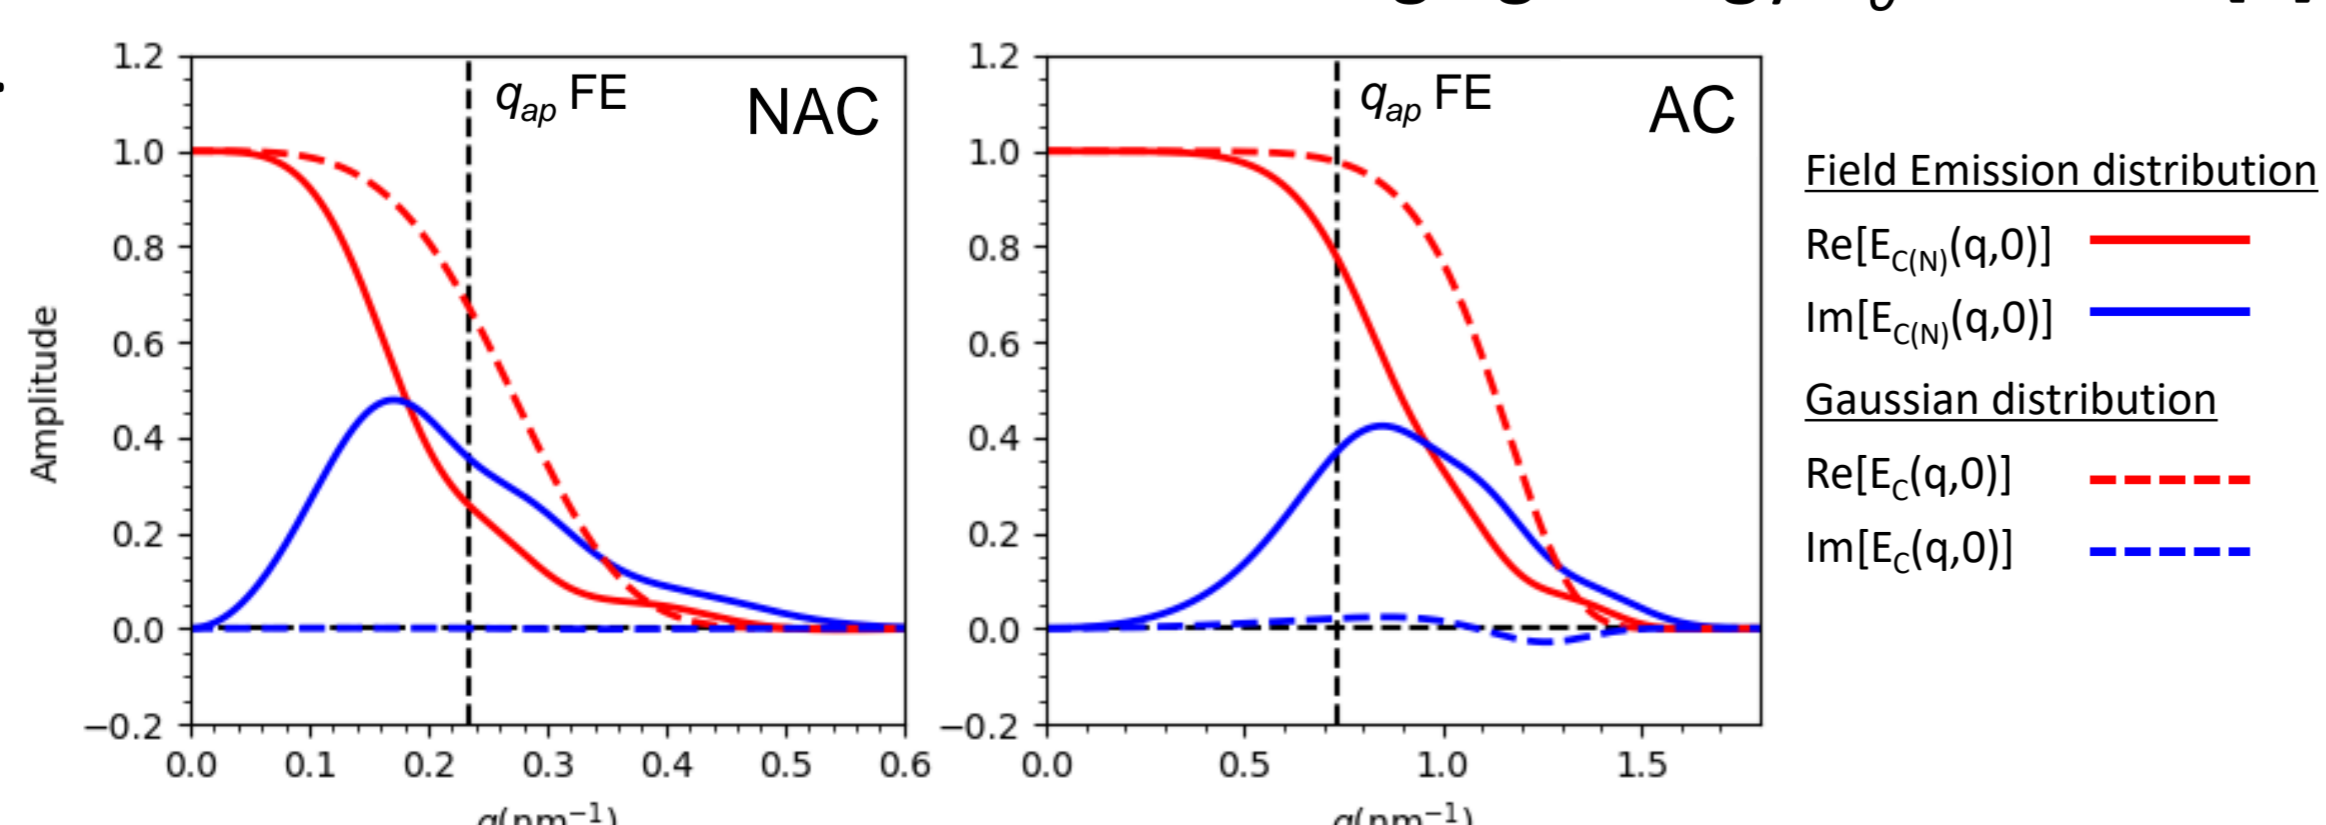 1.2
1.0
0.8
0.6
0.4
0.2
0.0
−0.2
Amplitude
q_ap FE
NAC
0.0 0.1 0.2 0.3 0.4 0.5 0.6
q(nm⁻¹)
1.2
1.0
0.8
0.6
0.4
0.2
0.0
−0.2
q_ap FE
AC
0.0 0.5 1.0 1.5
q(nm⁻¹)
Field Emission distribution
Re[E_C(N)(q,0)]
Im[E_C(N)(q,0)]
Gaussian distribution
Re[E_C(q,0)]
Im[E_C(q,0)]